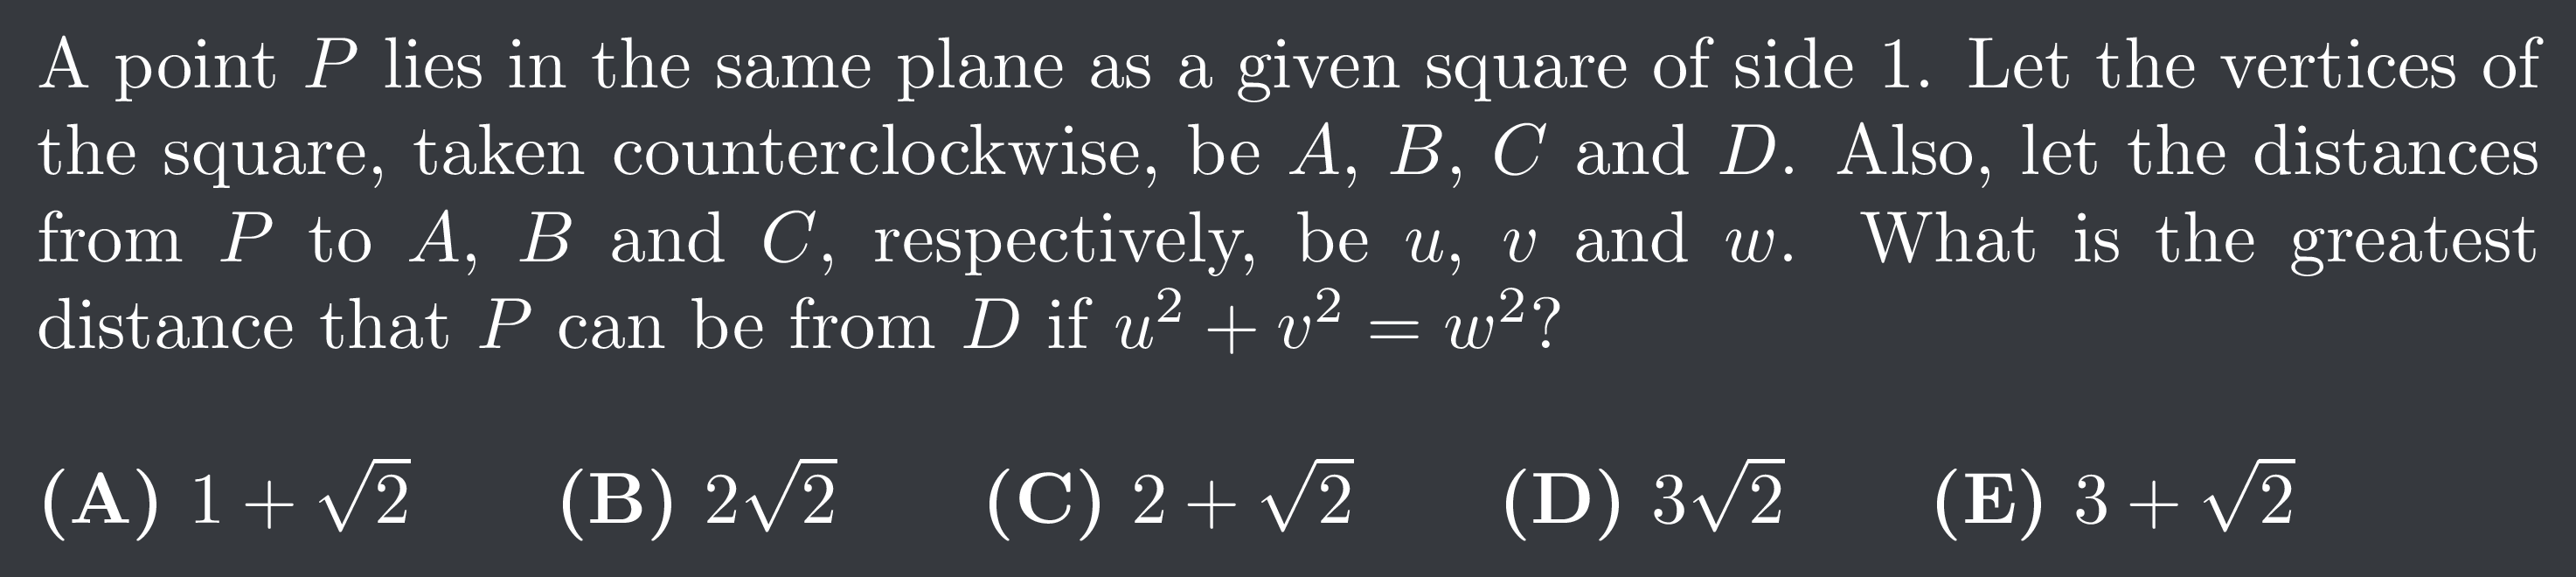 A point P lies in the same plane as a given square of side 1. Let the vertices of
the square, taken counterclockwise, be A, B, C and D. Also, let the distances
from P to A, B and C, respectively, be u, v and w. What is the greatest
distance that P can be from D if u² + v² = w²?
(A) 1 + √2 (B) 2√2 (C) 2 + √2 (D) 3√2 (E) 3 + √2